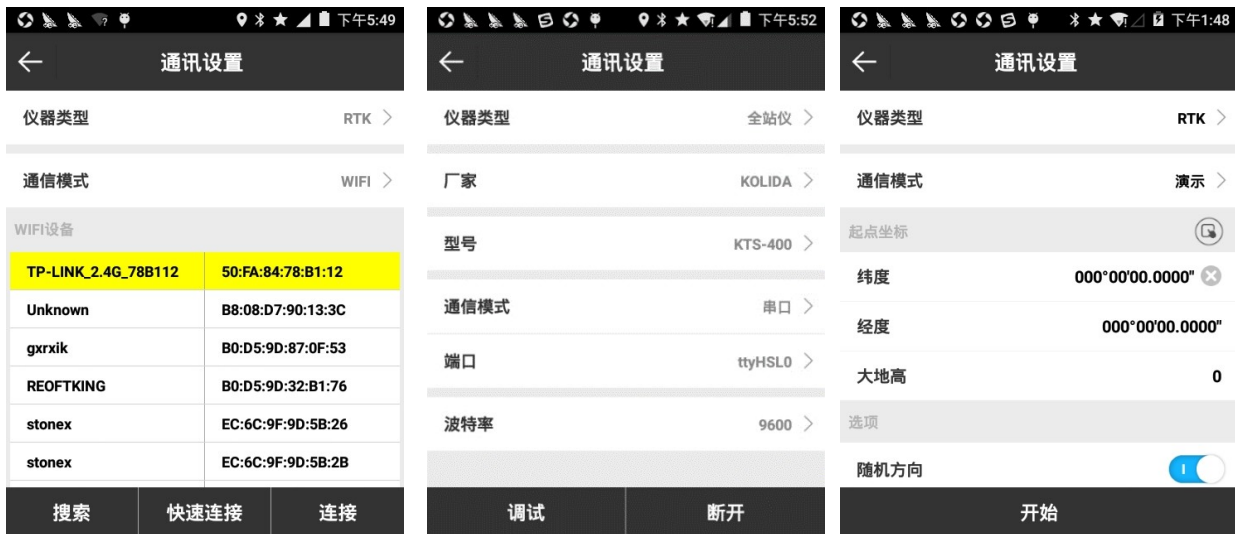 下午5:49
通讯设置
仪器类型 RTK
通信模式 WIFI
WIFI设备
TP-LINK_2.4G_78B112 50:FA:84:78:B1:12
Unknown B8:08:D7:90:13:3C
gxrxik B0:D5:9D:87:0F:53
REOFTKING B0:D5:9D:32:B1:76
stonex EC:6C:9F:9D:5B:26
stonex EC:6C:9F:9D:5B:2B
搜索 快速连接 连接
下午5:52
通讯设置
仪器类型 全站仪
厂家 KOLIDA
型号 KTS-400
通信模式 串口
端口 ttyHSL0
波特率 9600
调试 断开
下午1:48
通讯设置
仪器类型 RTK
通信模式 演示
起点坐标
纬度 000°00'00.0000"
经度 000°00'00.0000"
大地高 0
选项
随机方向
开始